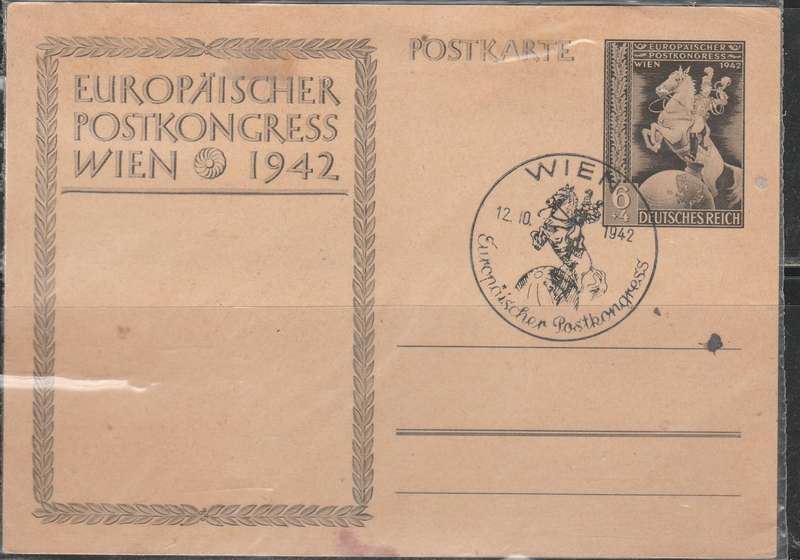 EUROPÄISCHER
POSTKONGRESS
WIEN 1942
POSTKARTE
EUROPÄISCHER
POSTKONGRESS
WIEN 1942
6
+4
DEUTSCHES REICH
WIEN
12.10. 1942
Europäischer Postkongress